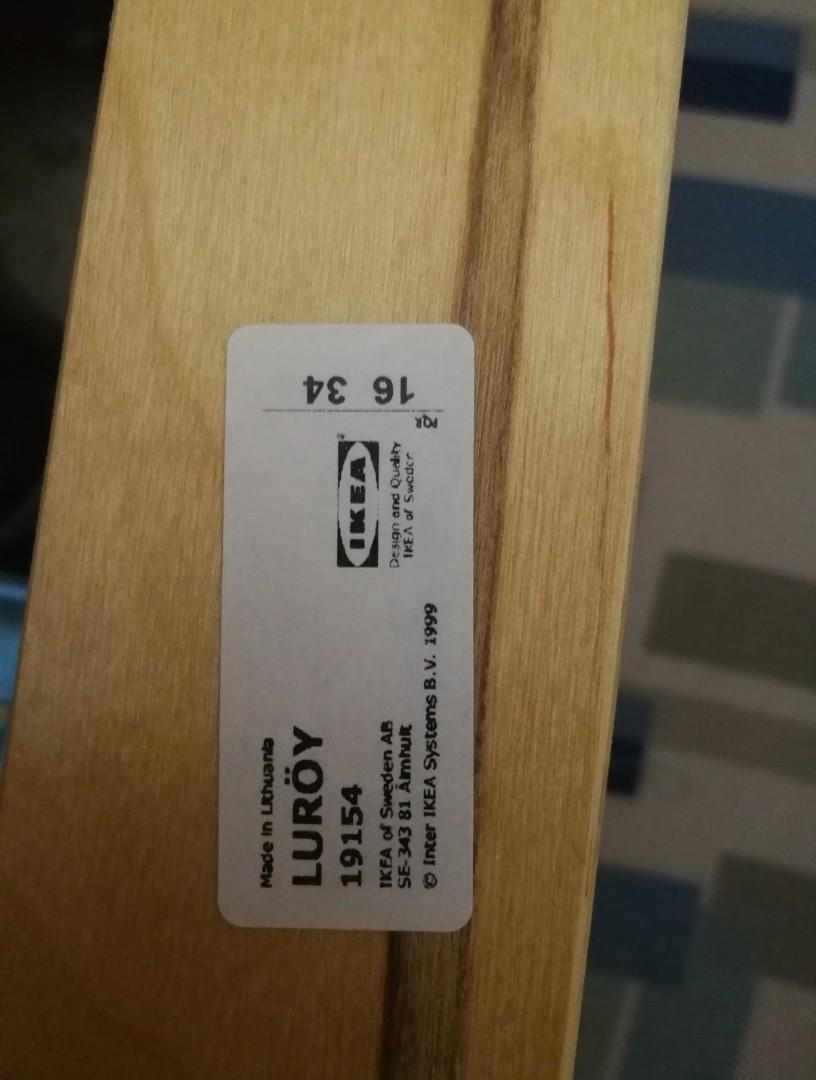 Made in Lithuania
LURÖY
19154
IKEA of Sweden AB
SE-343 81 Älmhult
© Inter IKEA Systems B.V. 1999
IKEA
Design and Quality
IKEA of Sweden
16 34